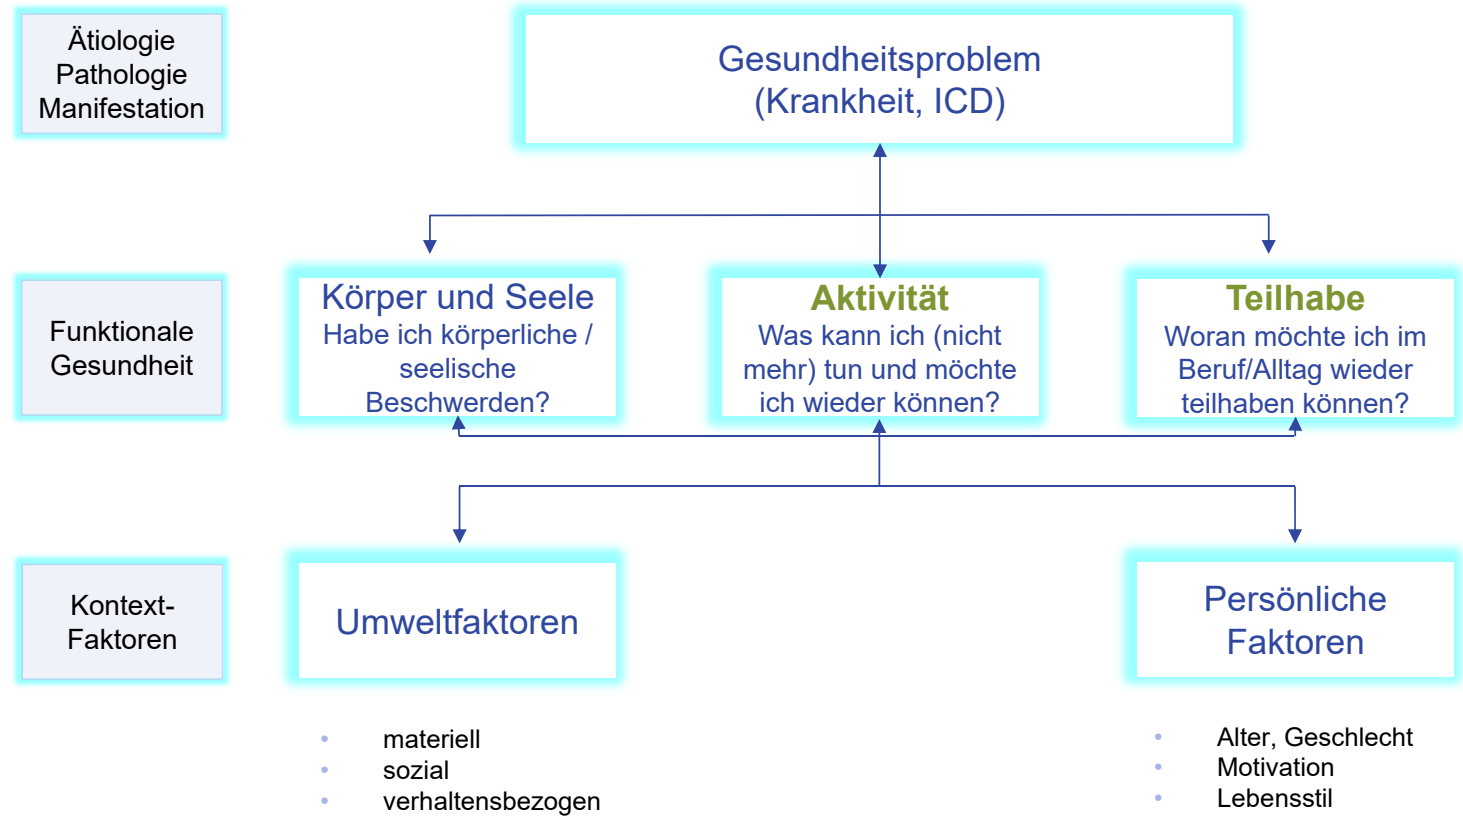 Ätiologie
Pathologie
Manifestation
Gesundheitsproblem
(Krankheit, ICD)
Funktionale
Gesundheit
Körper und Seele
Habe ich körperliche /
seelische
Beschwerden?
Aktivität
Was kann ich (nicht
mehr) tun und möchte
ich wieder können?
Teilhabe
Woran möchte ich im
Beruf/Alltag wieder
teilhaben können?
Kontext-
Faktoren
Umweltfaktoren
Persönliche
Faktoren
• materiell
• sozial
• verhaltensbezogen
• Alter, Geschlecht
• Motivation
• Lebensstil